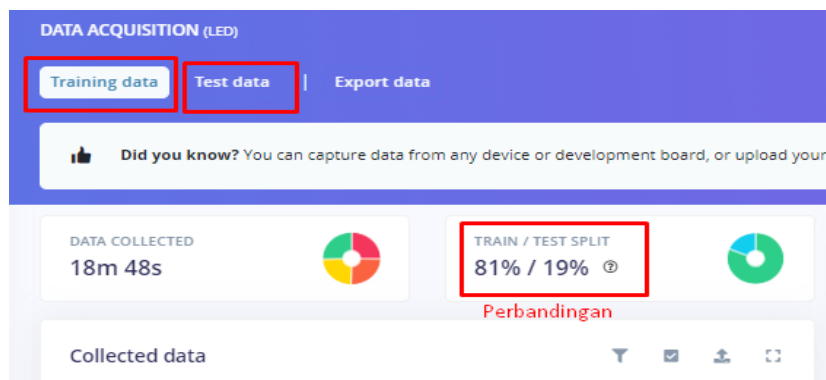 DATA ACQUISITION (LED)
Training data Test data | Export data
Did you know? You can capture data from any device or development board, or upload your
DATA COLLECTED
18m 48s
TRAIN / TEST SPLIT
81% / 19% ?
Perbandingan
Collected data